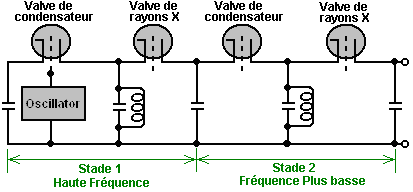 Valve de
condensateur
Valve de
rayons X
Valve du
condensateur
Valve de
rayons X
Oscillator
Stade 1
Haute Fréquence
Stade 2
Fréquence Plus basse